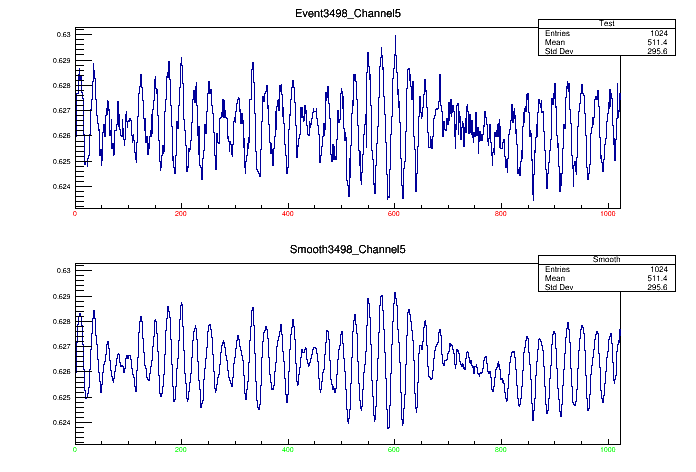 Event3498_Channel5
Test
Entries 1024
Mean 511.4
Std Dev 295.6
0.63
0.629
0.628
0.627
0.626
0.625
0.624
0 200 400 600 800 1000
Smooth3498_Channel5
Smooth
Entries 1024
Mean 511.4
Std Dev 295.6
0.63
0.629
0.628
0.627
0.626
0.625
0.624
0 200 400 600 800 1000